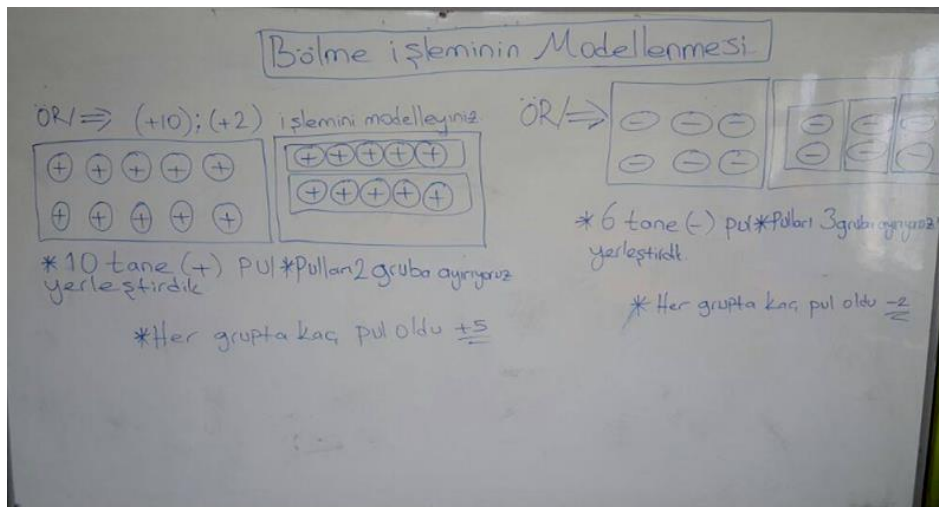 Bölme işleminin Modellenmesi
ÖR/⇒ (+10):(+2) işlemini modelleyiniz
+ + + + +
+ + + + +
+ + + + +
+ + + + +
*10 tane (+) pul *Pulları 2 gruba ayırıyoruz
yerleştirdik
*Her grupta kaç pul oldu +5
ÖR/⇒
- - -
- - -
- - -
- - -
*6 tane (-) pul *Pulları 3 gruba ayırıyoruz
yerleştirdik.
* Her grupta kaç pul oldu -2